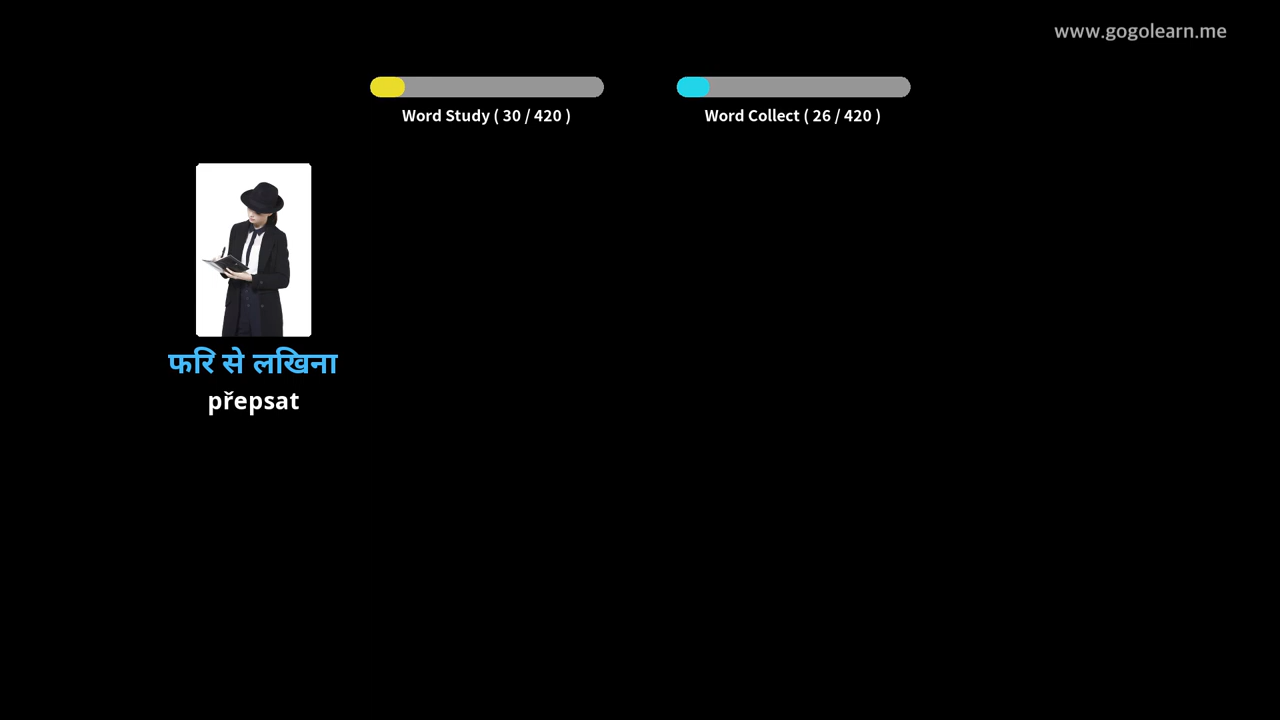 www.gogolearn.me
Word Study ( 30 / 420 )
Word Collect ( 26 / 420 )
फरि से लखिना
přepsat